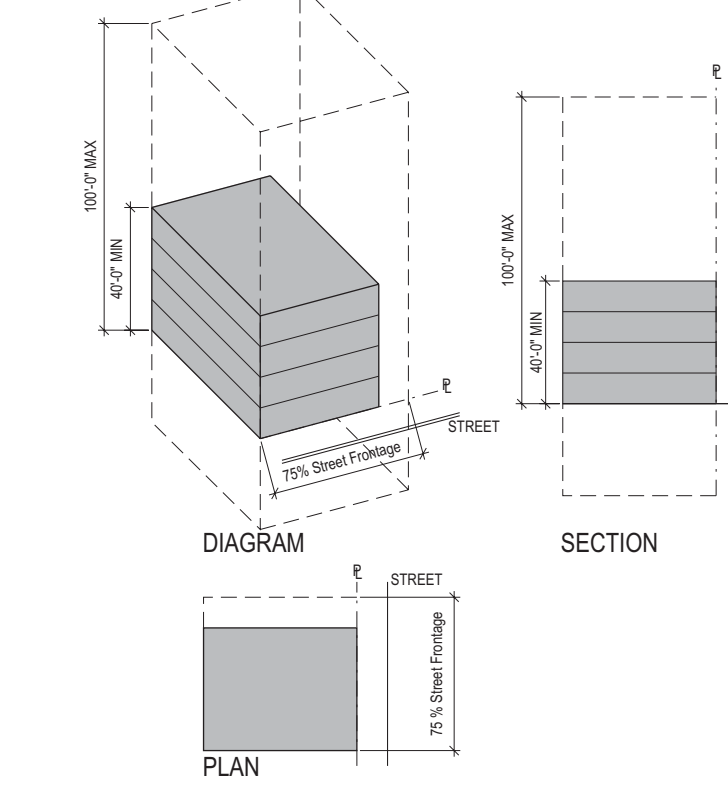 100'-0" MAX
40'-0" MIN
℄
STREET
75% Street Frontage
DIAGRAM
℄
100'-0" MAX
40'-0" MIN
SECTION
℄
STREET
75 % Street Frontage
PLAN